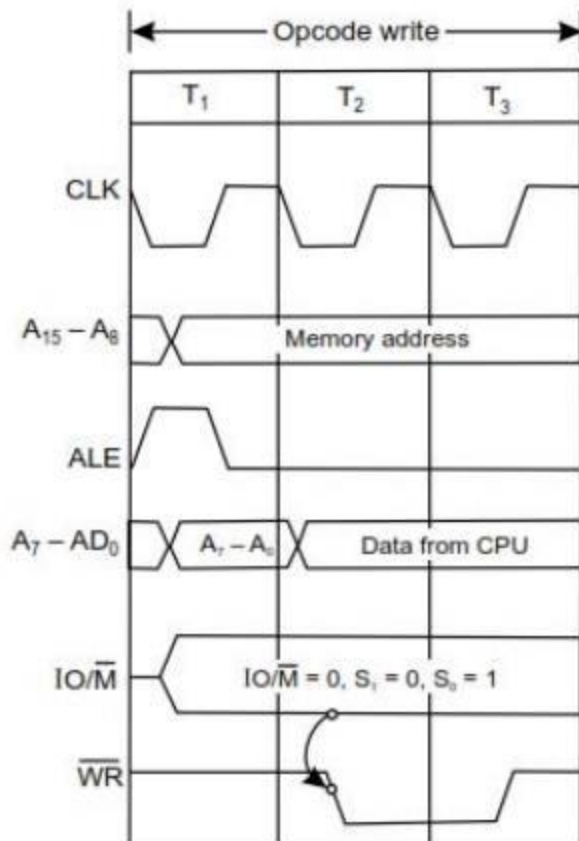 Opcode write
T₁ T₂ T₃
CLK
A₁₅ – A₈ Memory address
ALE
A₇ – AD₀ A₇ – A₀ Data from CPU
IO/M̅ IO/M̅ = 0, S₁ = 0, S₀ = 1
W̅R̅